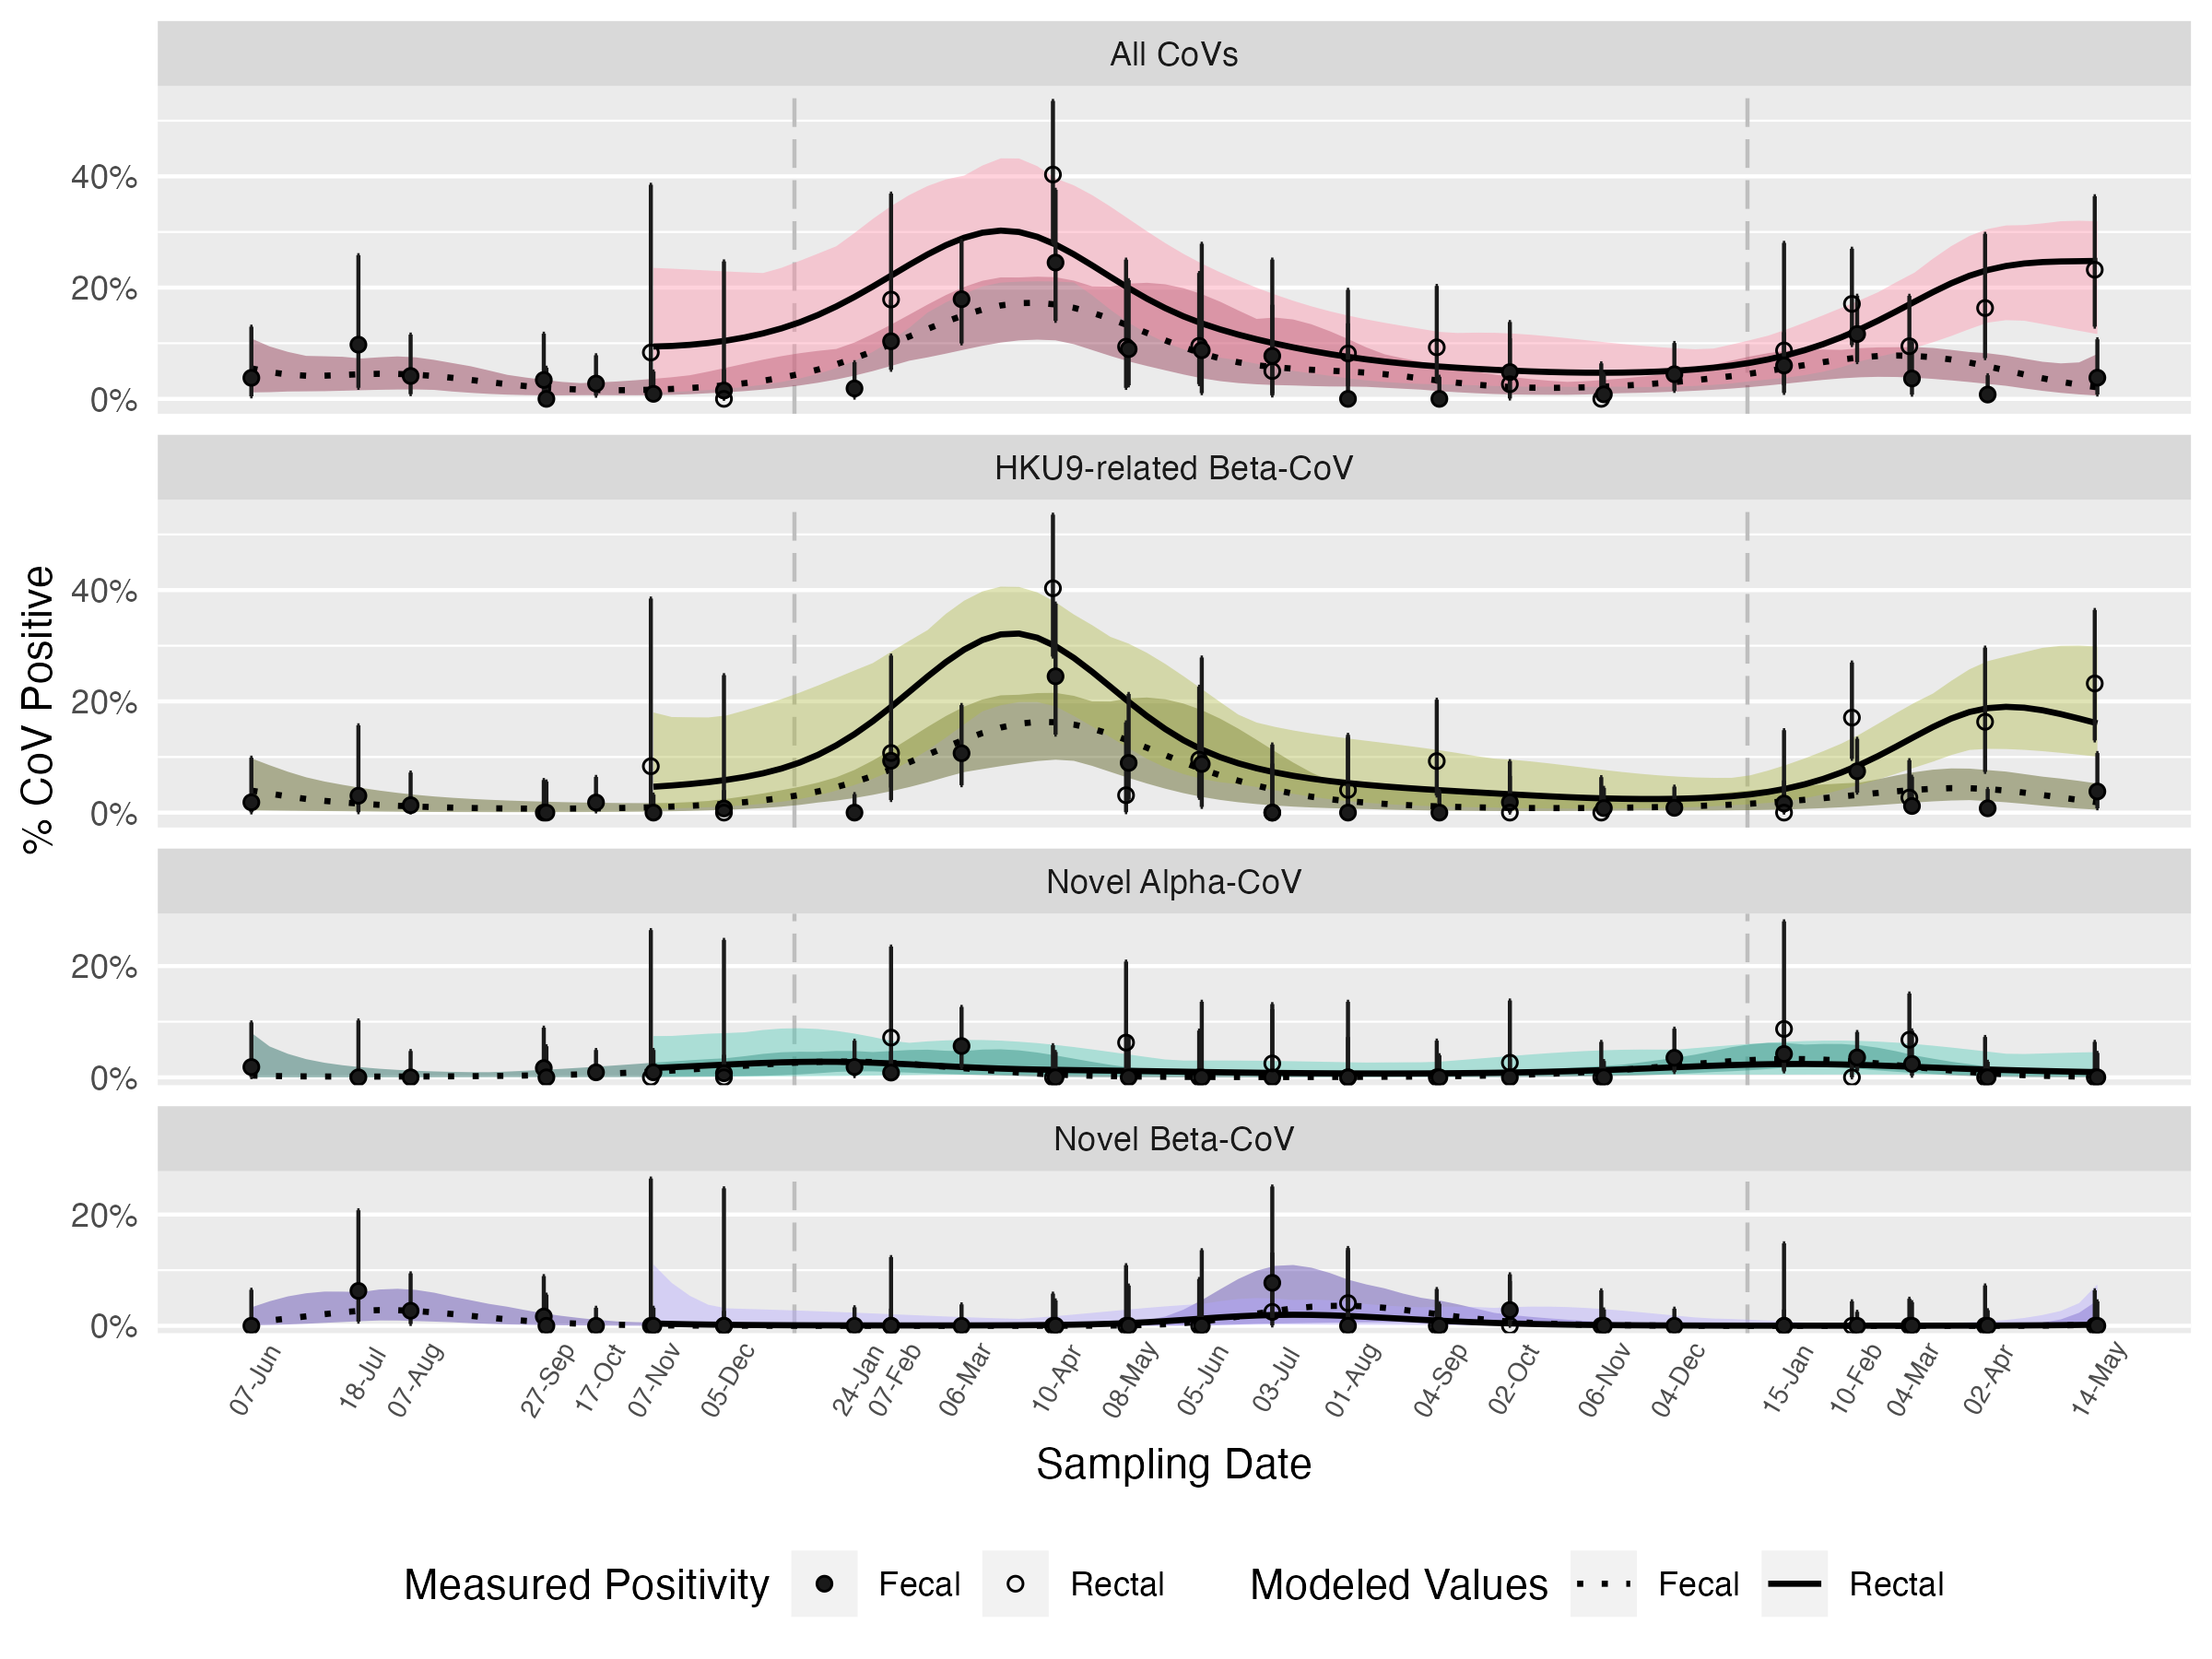 All CoVs
40%
20%
0%
HKU9-related Beta-CoV
40%
20%
0%
Novel Alpha-CoV
20%
0%
Novel Beta-CoV
20%
0%
% CoV Positive
07-Jun 18-Jul 07-Aug 27-Sep 17-Oct 07-Nov 05-Dec 24-Jan 07-Feb 06-Mar 10-Apr 08-May 05-Jun 03-Jul 01-Aug 04-Sep 02-Oct 06-Nov 04-Dec 15-Jan 10-Feb 04-Mar 02-Apr 14-May
Sampling Date
Measured Positivity Fecal Rectal Modeled Values Fecal Rectal